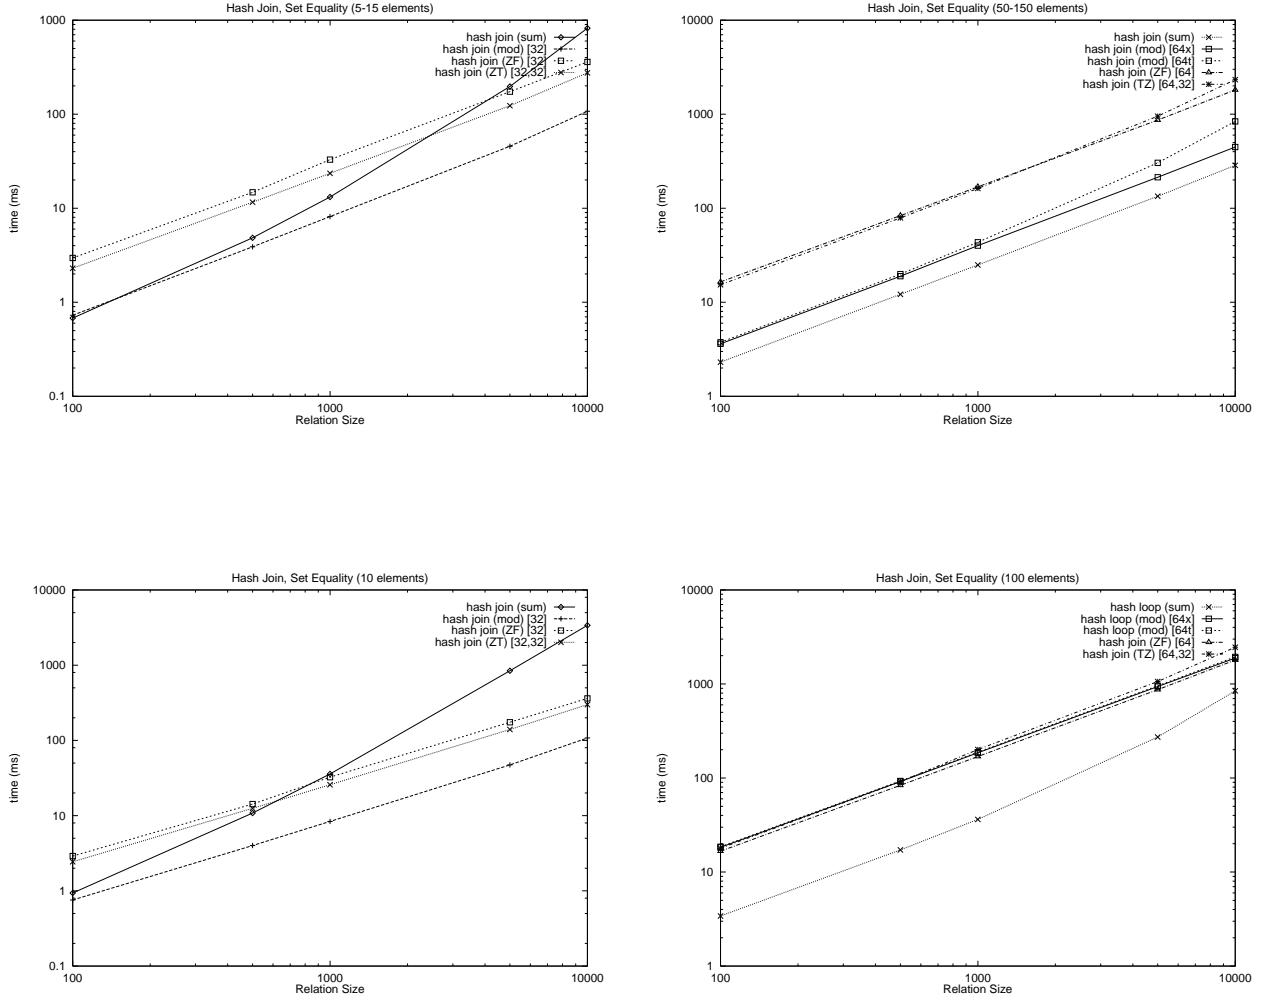 Hash Join, Set Equality (5-15 elements)
1000
100
10
1
0.1
time (ms)
hash join (sum)
hash join (mod) [32]
hash join (ZF) [32]
hash join (ZT) [32,32]
100
1000
10000
Relation Size
Hash Join, Set Equality (50-150 elements)
10000
1000
100
10
1
time (ms)
hash join (sum)
hash join (mod) [64x]
hash join (mod) [64t]
hash join (ZF) [64]
hash join (TZ) [64,32]
100
1000
10000
Relation Size
Hash Join, Set Equality (10 elements)
10000
1000
100
10
1
0.1
time (ms)
hash join (sum)
hash join (mod) [32]
hash join (ZF) [32]
hash join (ZT) [32,32]
100
1000
10000
Relation Size
Hash Join, Set Equality (100 elements)
10000
1000
100
10
1
time (ms)
hash loop (sum)
hash loop (mod) [64x]
hash loop (mod) [64t]
hash join (ZF) [64]
hash join (TZ) [64,32]
100
1000
10000
Relation Size